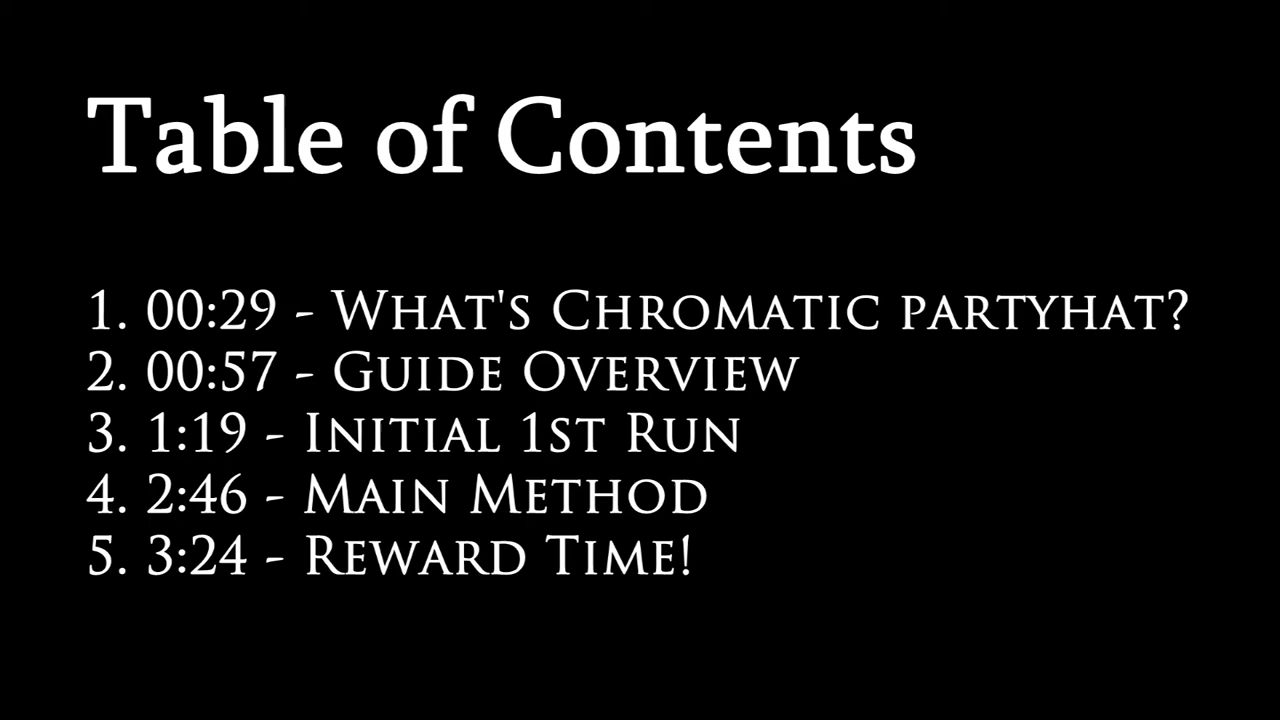 Table of Contents
1. 00:29 - What's Chromatic partyhat?
2. 00:57 - Guide Overview
3. 1:19 - Initial 1st Run
4. 2:46 - Main Method
5. 3:24 - Reward Time!